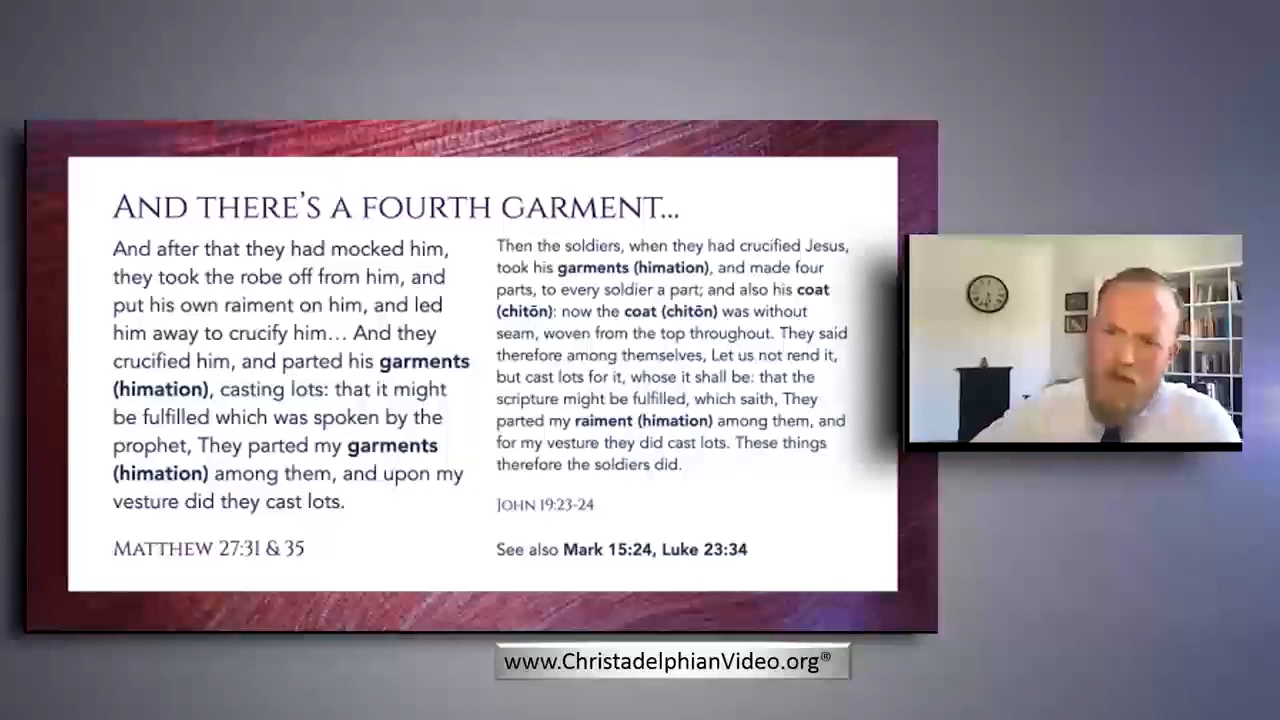 AND THERE'S A FOURTH GARMENT...
And after that they had mocked him,
they took the robe off from him, and
put his own raiment on him, and led
him away to crucify him... And they
crucified him, and parted his garments
(himation), casting lots: that it might
be fulfilled which was spoken by the
prophet, They parted my garments
(himation) among them, and upon my
vesture did they cast lots.
MATTHEW 27:31 & 35
Then the soldiers, when they had crucified Jesus,
took his garments (himation), and made four
parts, to every soldier a part; and also his coat
(chitōn): now the coat (chitōn) was without
seam, woven from the top throughout. They said
therefore among themselves, Let us not rend it,
but cast lots for it, whose it shall be: that the
scripture might be fulfilled, which saith, They
parted my raiment (himation) among them, and
for my vesture they did cast lots. These things
therefore the soldiers did.
JOHN 19:23-24
See also Mark 15:24, Luke 23:34
www.ChristadelphianVideo.org®